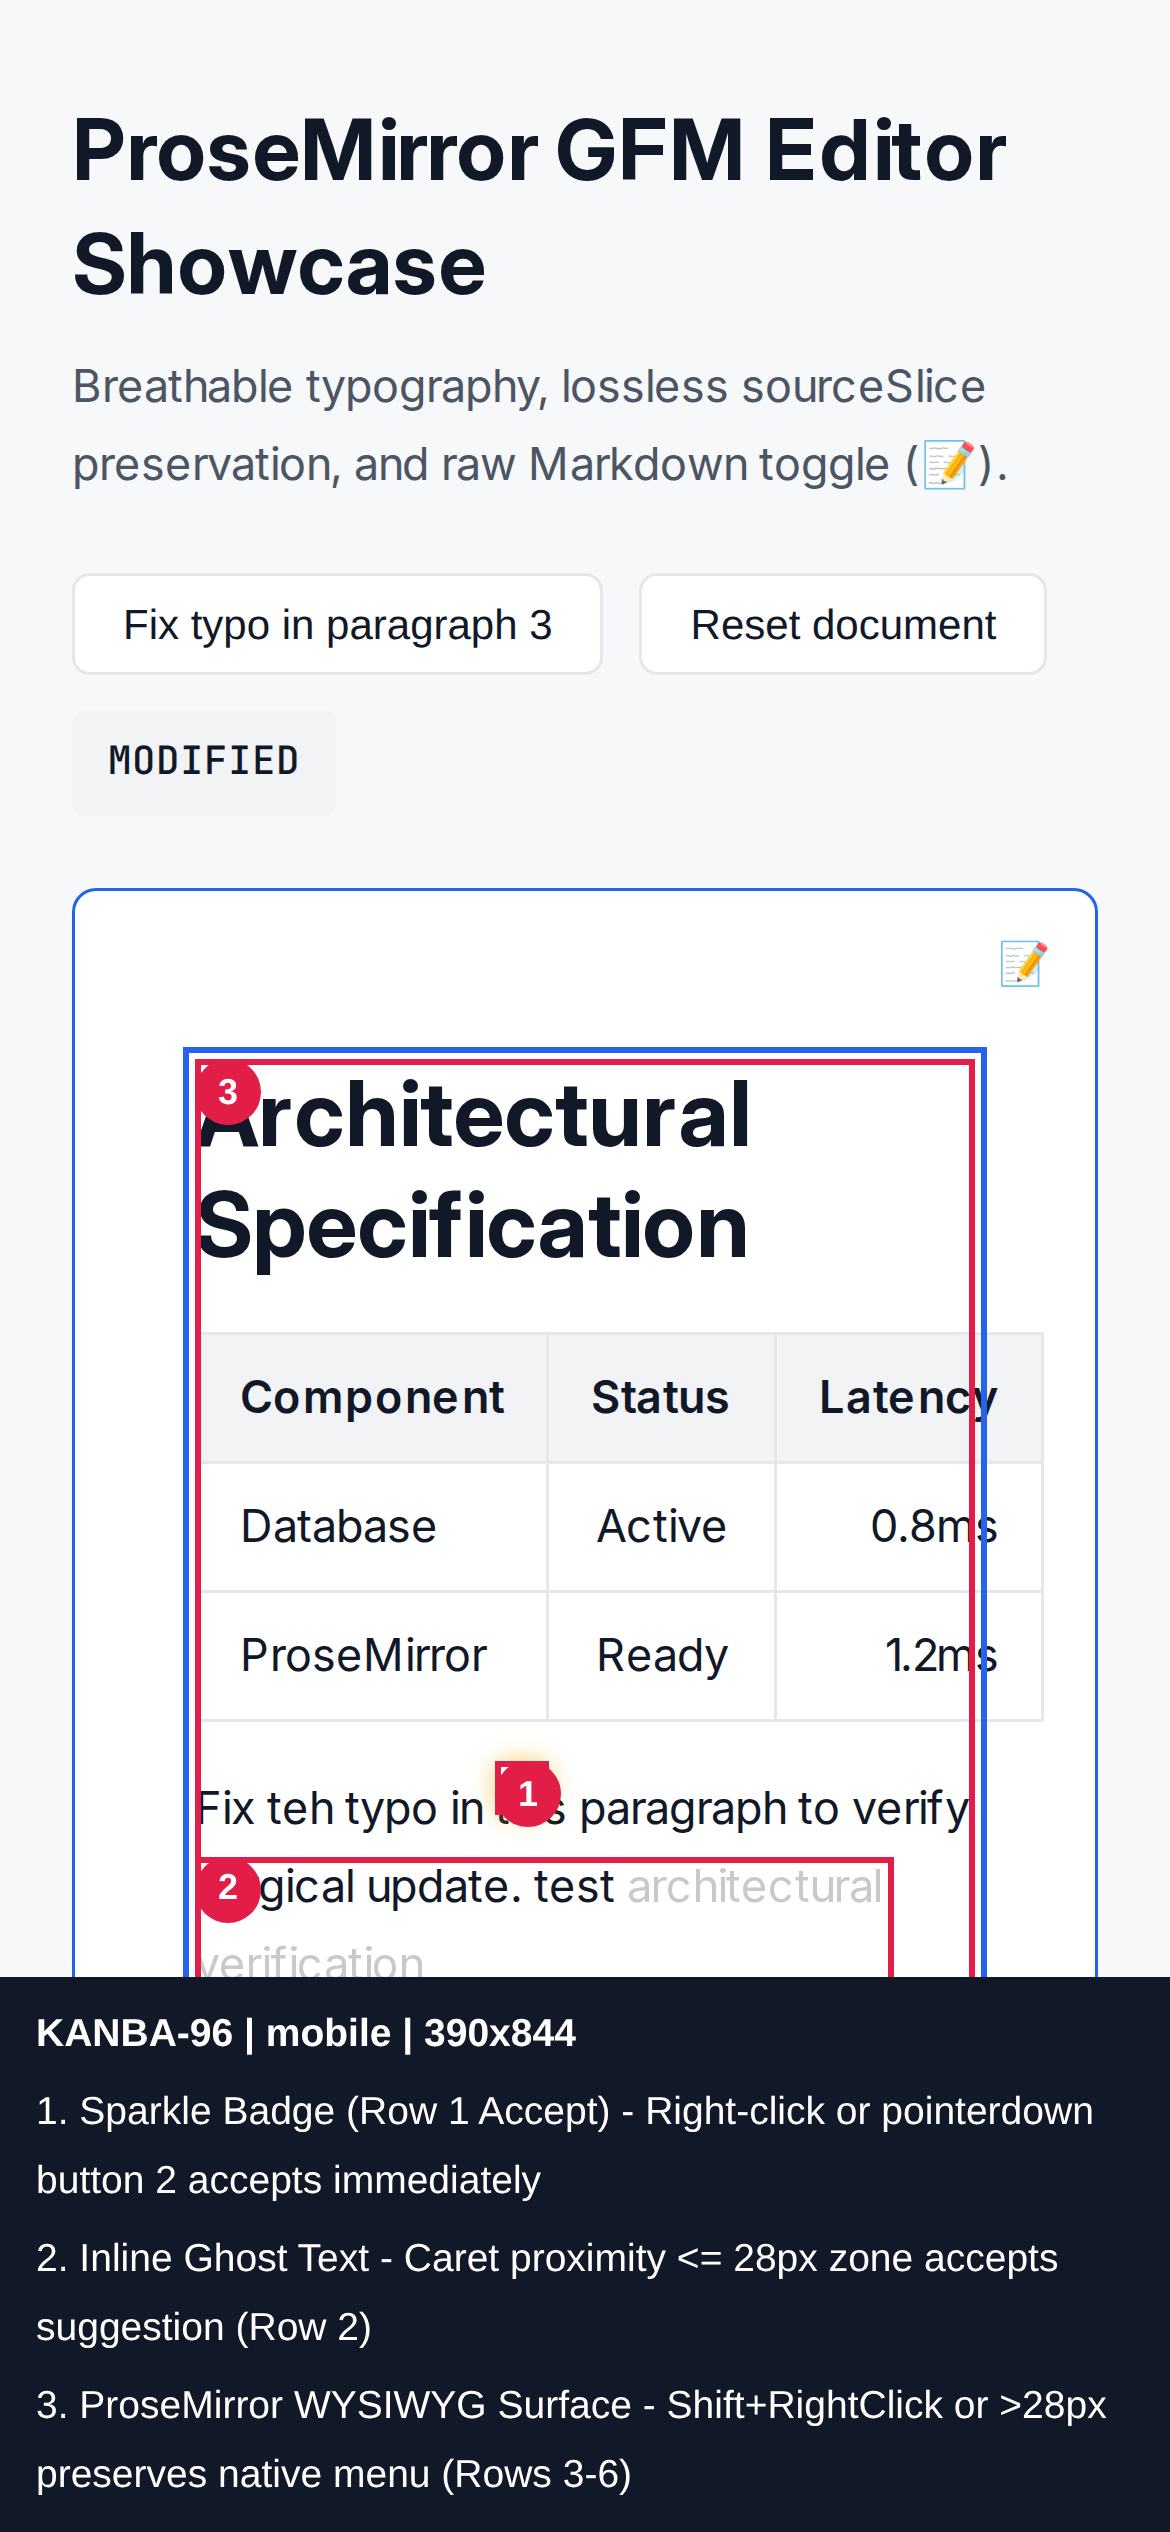 ProseMirror GFM Editor
Showcase
Breathable typography, lossless sourceSlice
preservation, and raw Markdown toggle (📝).
Fix typo in paragraph 3
Reset document
MODIFIED
📝
3
Architectural
Specification
Component Status Latency
Database Active 0.8ms
ProseMirror Ready 1.2ms
1
Fix teh typo in this paragraph to verify
2
gical update. test architectural
verification
KANBA-96 | mobile | 390x844
1. Sparkle Badge (Row 1 Accept) - Right-click or pointerdown
button 2 accepts immediately
2. Inline Ghost Text - Caret proximity <= 28px zone accepts
suggestion (Row 2)
3. ProseMirror WYSIWYG Surface - Shift+RightClick or >28px
preserves native menu (Rows 3-6)